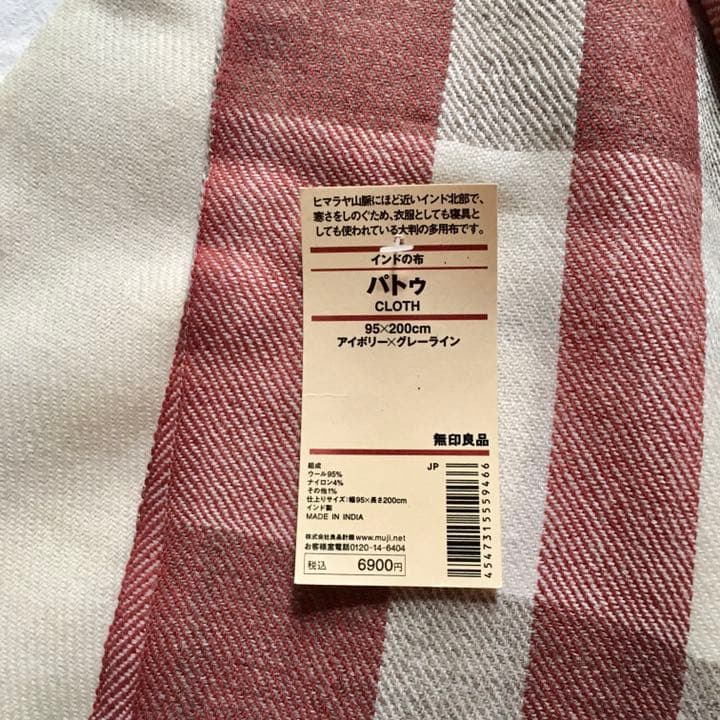 ヒマラヤ山脈にほど近いインド北部で、
寒さをしのぐため、衣服としても寝具と
しても使われている大判の多用布です。
インドの布
パトゥ
CLOTH
95×200cm
アイボリー×グレーライン
無印良品
JP
組成
ウール95%
ナイロン4%
その他1%
仕上りサイズ:幅95×長さ200cm
インド製
MADE IN INDIA
株式会社良品計画 www.muji.net
お客様室電話0120-14-6404
税込 6900円
4547315559466